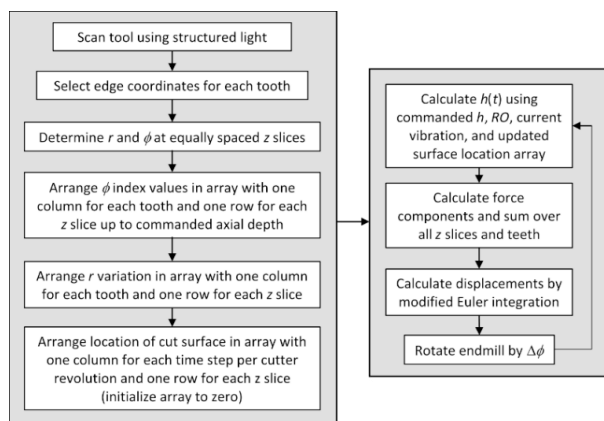 Scan tool using structured light
Select edge coordinates for each tooth
Determine r and ϕ at equally spaced z slices
Arrange ϕ index values in array with one
column for each tooth and one row for each
z slice up to commanded axial depth
Arrange r variation in array with one column
for each tooth and one row for each z slice
Arrange location of cut surface in array with
one column for each time step per cutter
revolution and one row for each z slice
(initialize array to zero)
Calculate h(t) using
commanded h, RO, current
vibration, and updated
surface location array
Calculate force
components and sum over
all z slices and teeth
Calculate displacements by
modified Euler integration
Rotate endmill by Δϕ